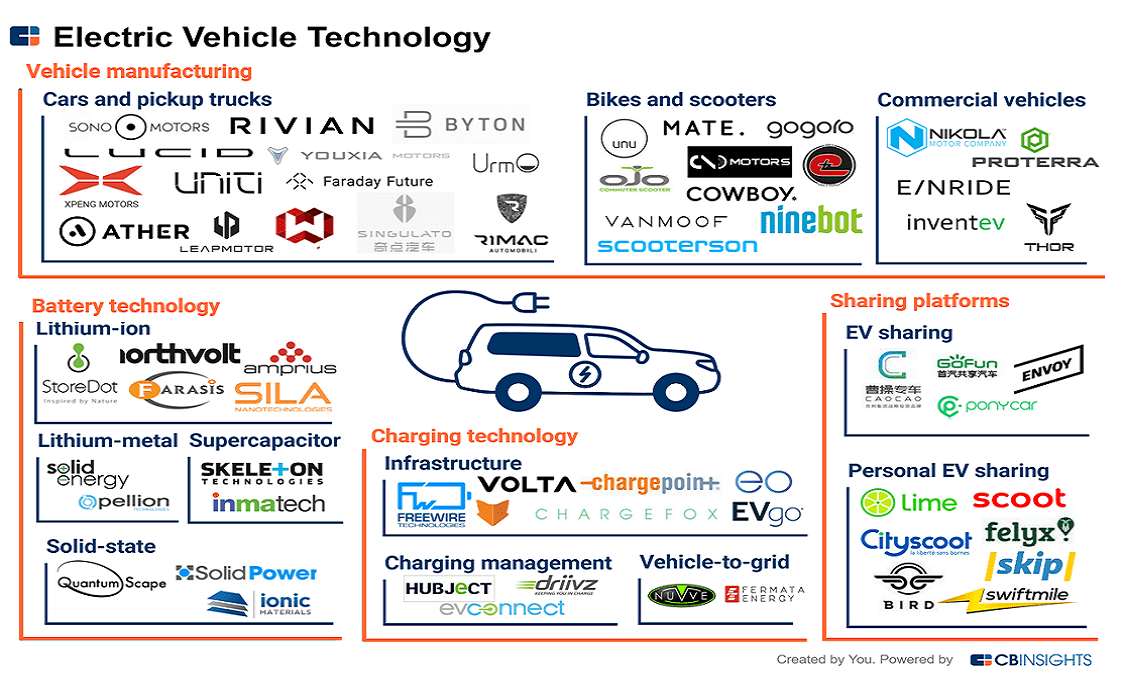 Electric Vehicle Technology
Vehicle manufacturing
Cars and pickup trucks
SONO MOTORS
RIVIAN
BYTON
LUCID
YOUXIA MOTORS
Urmo
XPENG MOTORS
UNITI
Faraday Future
ATHER
LEAPMOTOR
SINGULATO
奇点汽车
RIMAC
AUTOMOBILI
Bikes and scooters
unu
MATE.
gogoro
OJO
COMMUTER SCOOTER
MOTORS
COWBOY.
VANMOOF
ninebot
scooterson
Commercial vehicles
NIKOLA
MOTOR COMPANY
PROTERRA
E/NRIDE
inventev
THOR
Battery technology
Lithium-ion
StoreDot
Inspired by Nature
northvolt
amprius
FARASIS
SILA
NANOTECHNOLOGIES
Lithium-metal
solid
energy
pellion
TECHNOLOGIES
Supercapacitor
SKELETON
TECHNOLOGIES
inmatech
Solid-state
QuantumScape
Solid Power
ionic
MATERIALS
Charging technology
Infrastructure
FW
FREEWIRE
TECHNOLOGIES
VOLTA
-chargepoin+.
eo
CHARGEFOX
EVgo
Charging management
HUBJECT
driivz
KEEPING YOU IN CHARGE
evconnect
Vehicle-to-grid
NUVVE
FERMATA
ENERGY
Sharing platforms
EV sharing
曹操专车
CAOCAO
GOFUN
首汽共享汽车
ENVOY
ponycar
Personal EV sharing
Lime
scoot
Cityscoot
la liberté sans bornes
felyx
skip
BIRD
swiftmile
Created by You. Powered by
CBINSIGHTS